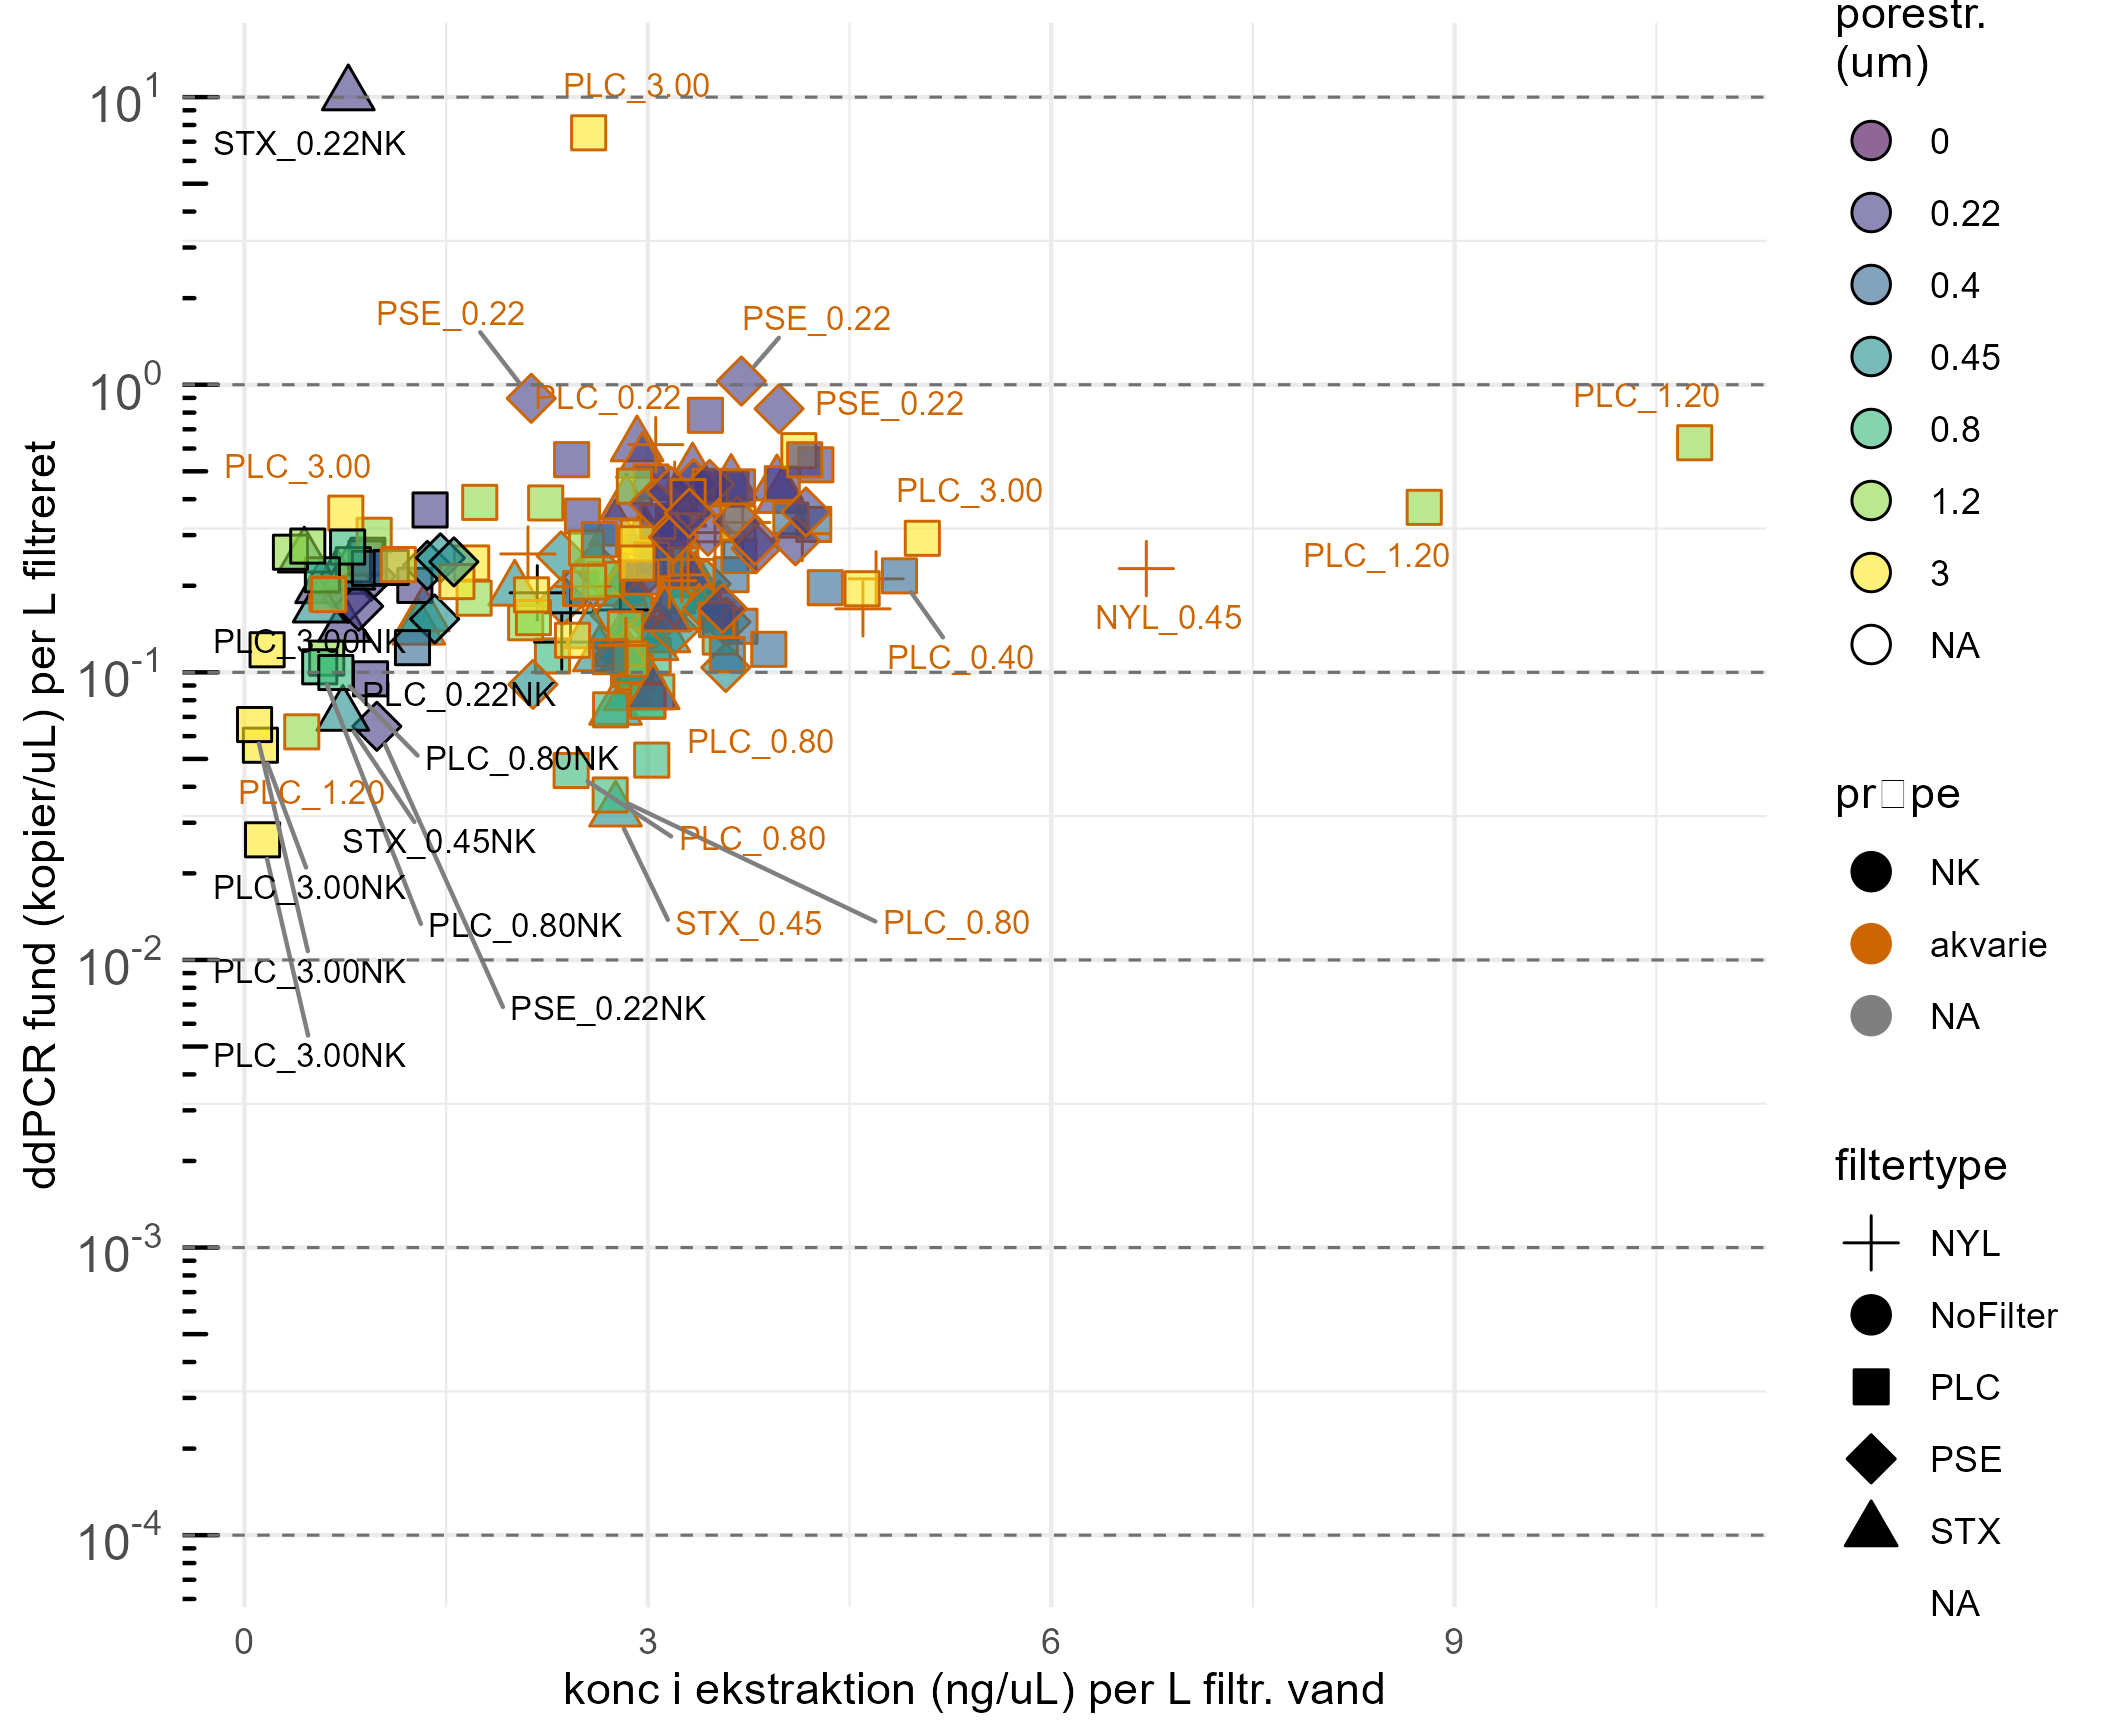 porestr.
(um)
0
0.22
0.4
0.45
0.8
1.2
3
NA
pr□pe
NK
akvarie
NA
filtertype
NYL
NoFilter
PLC
PSE
STX
NA
ddPCR fund (kopier/uL) per L filtreret
10^1
10^0
10^-1
10^-2
10^-3
10^-4
PLC_3.00
STX_0.22NK
PSE_0.22
PSE_0.22
PLC_0.22
PSE_0.22
PLC_1.20
PLC_3.00
PLC_3.00
PLC_1.20
NYL_0.45
PLC_3.00NK
PLC_0.40
PLC_0.22NK
PLC_0.80
PLC_0.80NK
PLC_1.20
STX_0.45NK
PLC_0.80
PLC_3.00NK
PLC_0.80NK
STX_0.45
PLC_0.80
PLC_3.00NK
PSE_0.22NK
PLC_3.00NK
0
3
6
9
konc i ekstraktion (ng/uL) per L filtr. vand